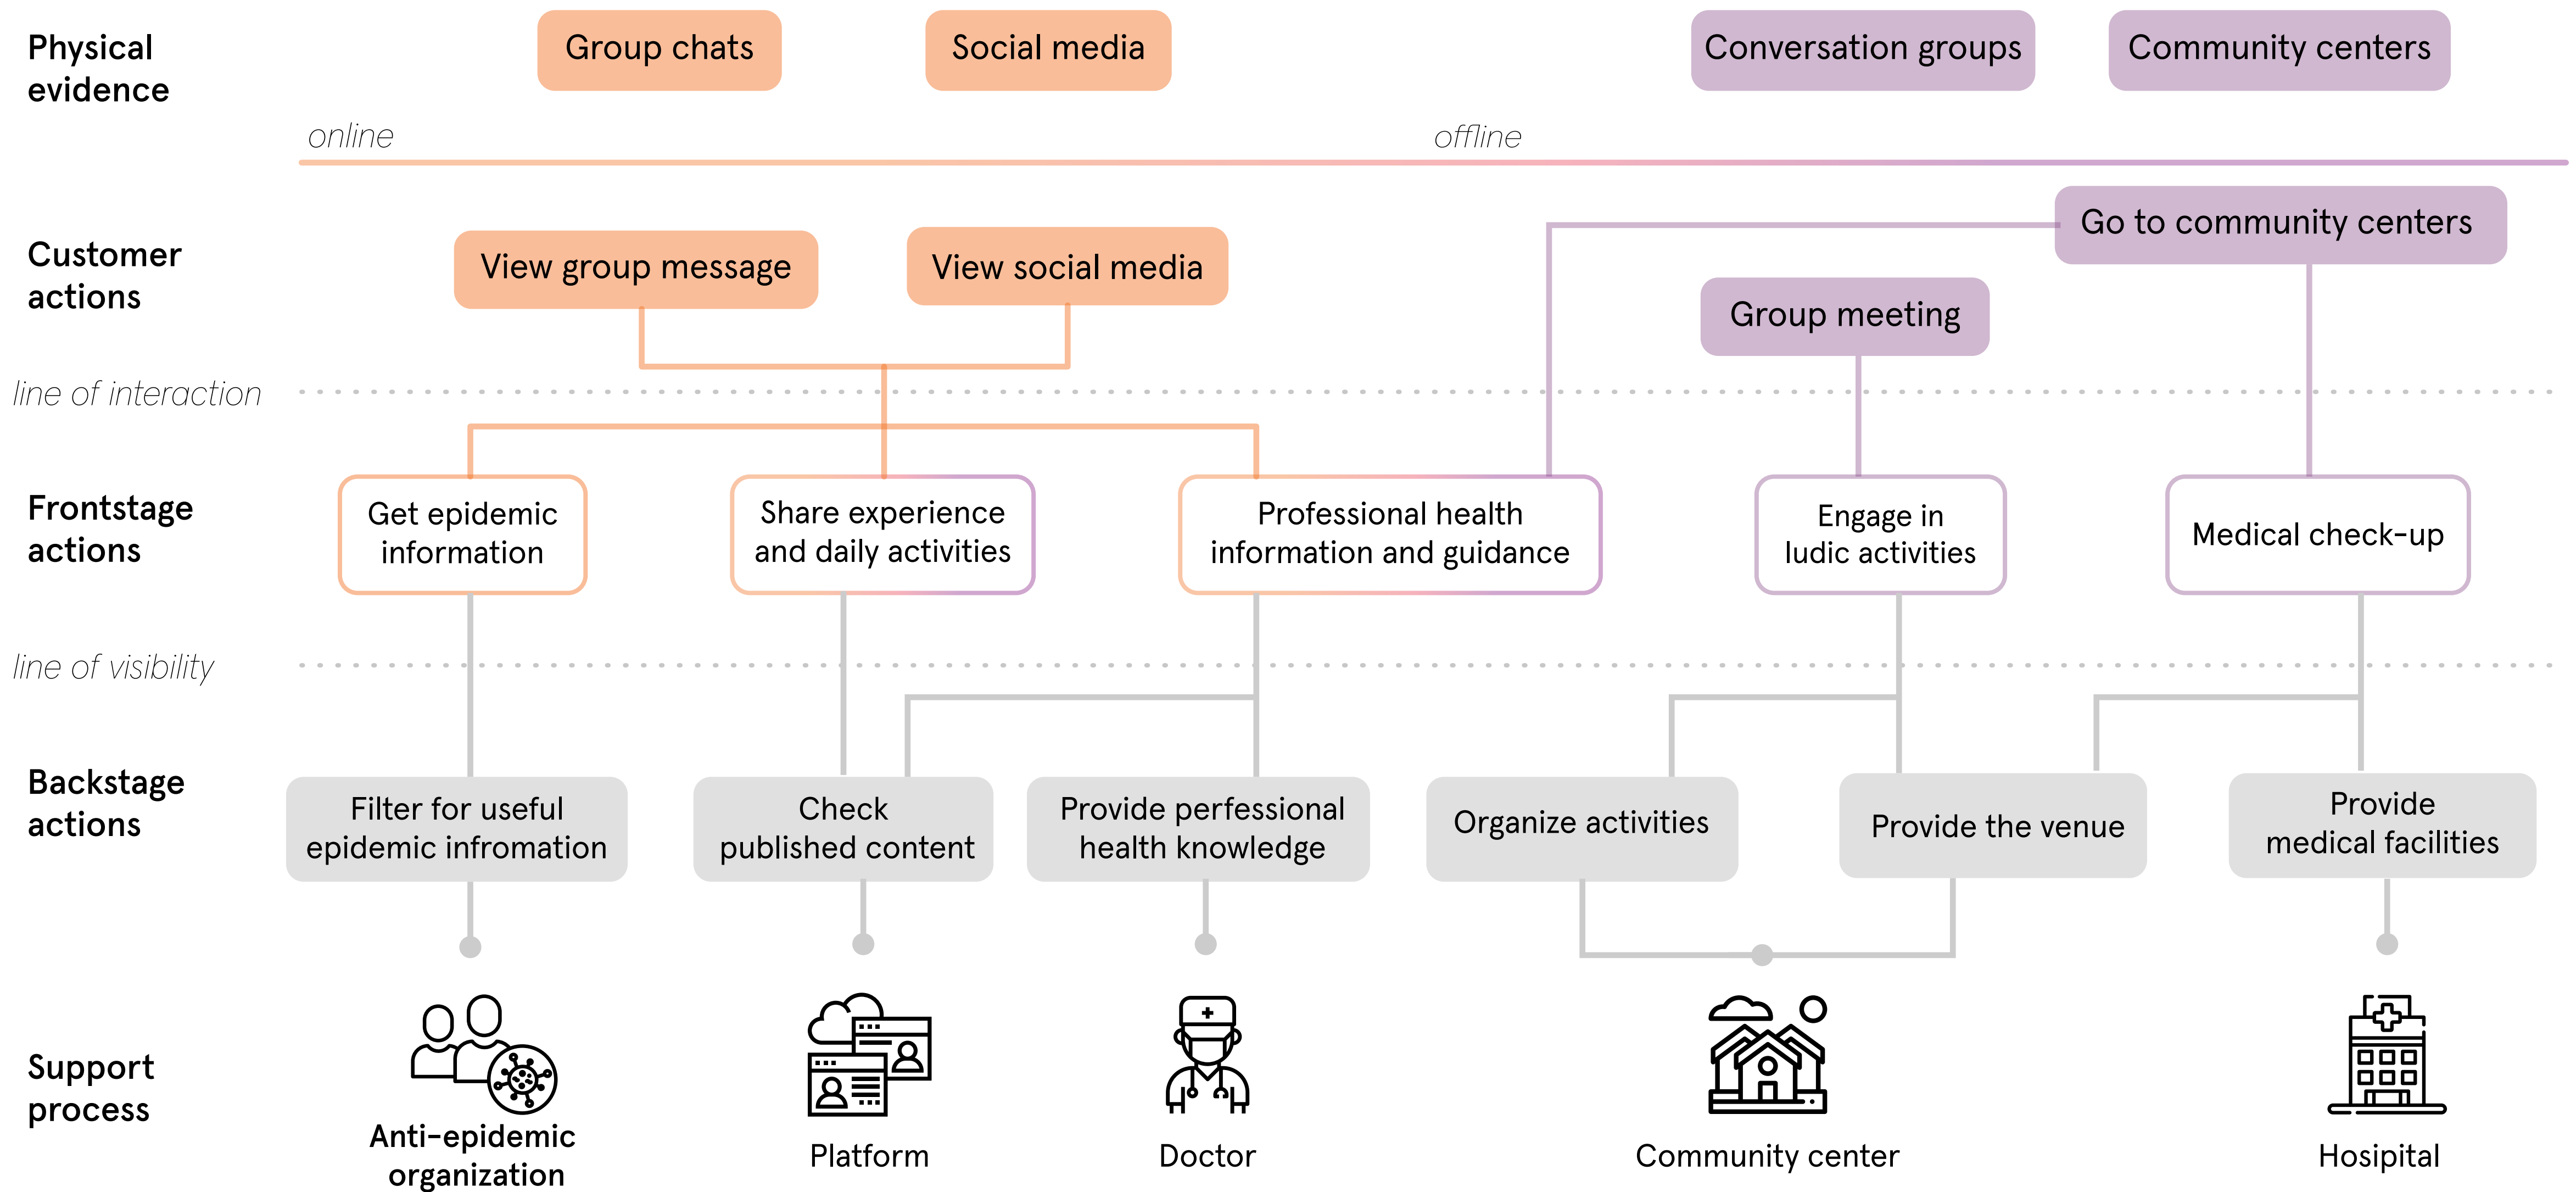 Physical
evidence
Group chats
Social media
Conversation groups
Community centers
online
offline
Customer
actions
View group message
View social media
Go to community centers
Group meeting
line of interaction
Frontstage
actions
Get epidemic
information
Share experience
and daily activities
Professional health
information and guidance
Engage in
ludic activities
Medical check-up
line of visibility
Backstage
actions
Filter for useful
epidemic infromation
Check
published content
Provide perfessional
health knowledge
Organize activities
Provide the venue
Provide
medical facilities
Support
process
Anti-epidemic
organization
Platform
Doctor
Community center
Hosipital